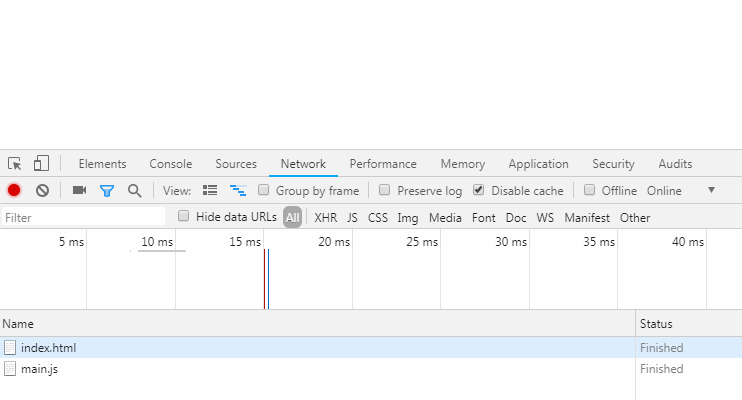 Elements Console Sources Network Performance Memory Application Security Audits
View: Group by frame Preserve log Disable cache Offline Online
Filter Hide data URLs All XHR JS CSS Img Media Font Doc WS Manifest Other
5 ms 10 ms 15 ms 20 ms 25 ms 30 ms 35 ms 40 ms
Name Status
index.html Finished
main.js Finished